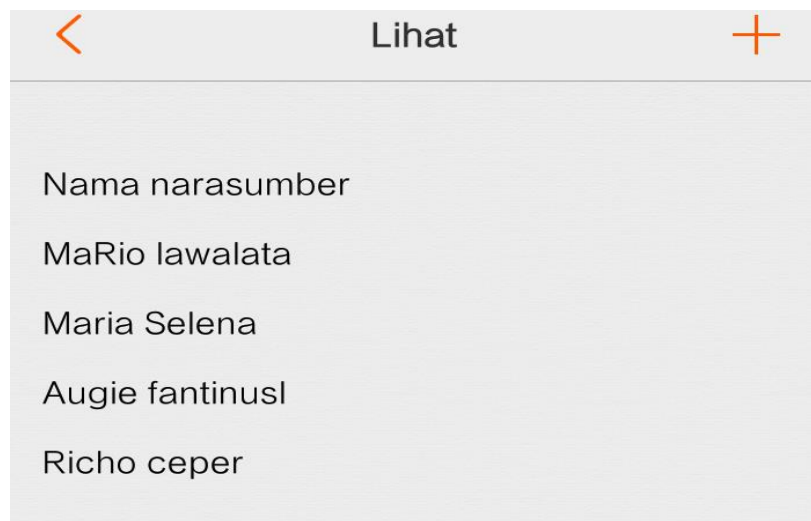 Lihat
Nama narasumber
MaRio lawalata
Maria Selena
Augie fantinusl
Richo ceper